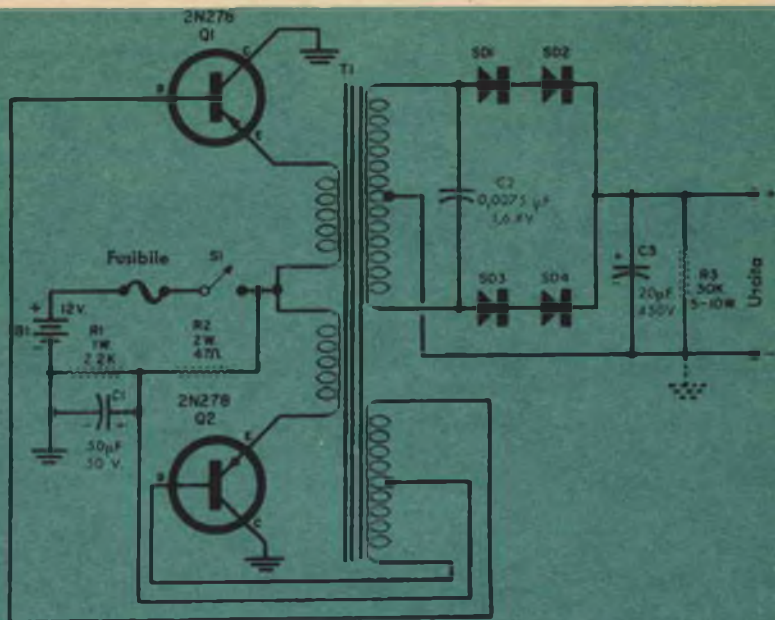 2N278
Q1
C
B
E
T1
SD1
SD2
C2
0,0075 µF
1,6 KV
Fusibile
S1
+
12V.
B1
-
R1
1W.
2.2K
R2
2W.
47Ω
C1
- +
50µF
50 V.
2N278
Q2
E
B
C
SD3
SD4
+
C3
20µF
450V
R3
30K
5-10W
Uscita
+
-